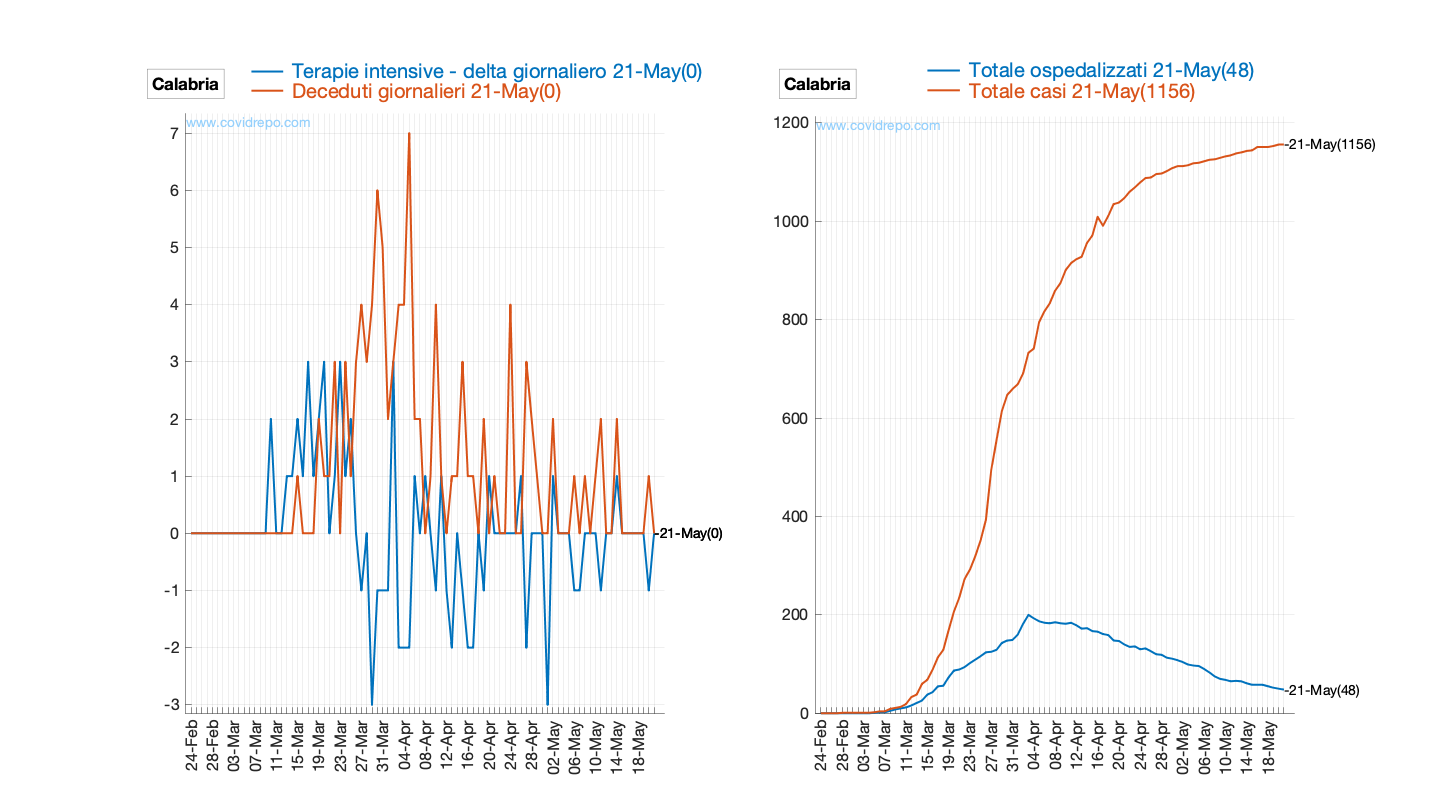 Calabria
Terapie intensive - delta giornaliero 21-May(0)
Deceduti giornalieri 21-May(0)
www.covidrepo.com
7
6
5
4
3
2
1
0
-1
-2
-3
-21-May(0)
24-Feb
28-Feb
03-Mar
07-Mar
11-Mar
15-Mar
19-Mar
23-Mar
27-Mar
31-Mar
04-Apr
08-Apr
12-Apr
16-Apr
20-Apr
24-Apr
28-Apr
02-May
06-May
10-May
14-May
18-May
Calabria
Totale ospedalizzati 21-May(48)
Totale casi 21-May(1156)
www.covidrepo.com
1200
1000
800
600
400
200
0
-21-May(1156)
-21-May(48)
24-Feb
28-Feb
03-Mar
07-Mar
11-Mar
15-Mar
19-Mar
23-Mar
27-Mar
31-Mar
04-Apr
08-Apr
12-Apr
16-Apr
20-Apr
24-Apr
28-Apr
02-May
06-May
10-May
14-May
18-May